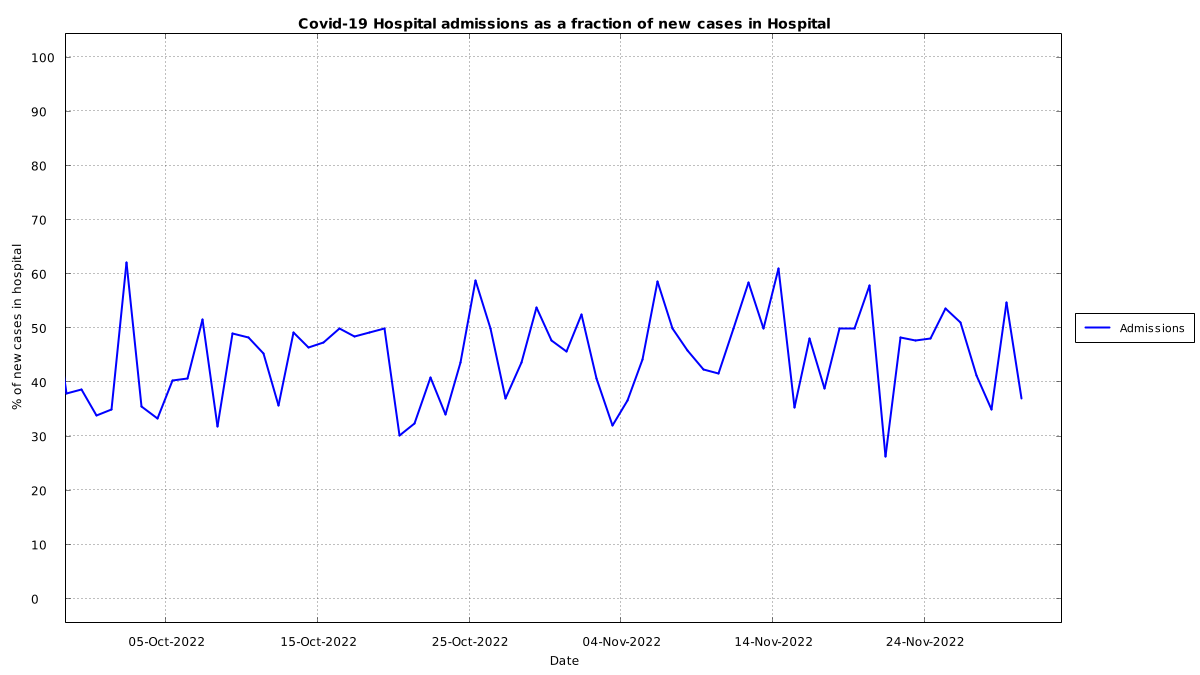 Covid-19 Hospital admissions as a fraction of new cases in Hospital
100
90
80
70
60
50
40
30
20
10
0
% of new cases in hospital
05-Oct-2022
15-Oct-2022
25-Oct-2022
04-Nov-2022
14-Nov-2022
24-Nov-2022
Date
Admissions